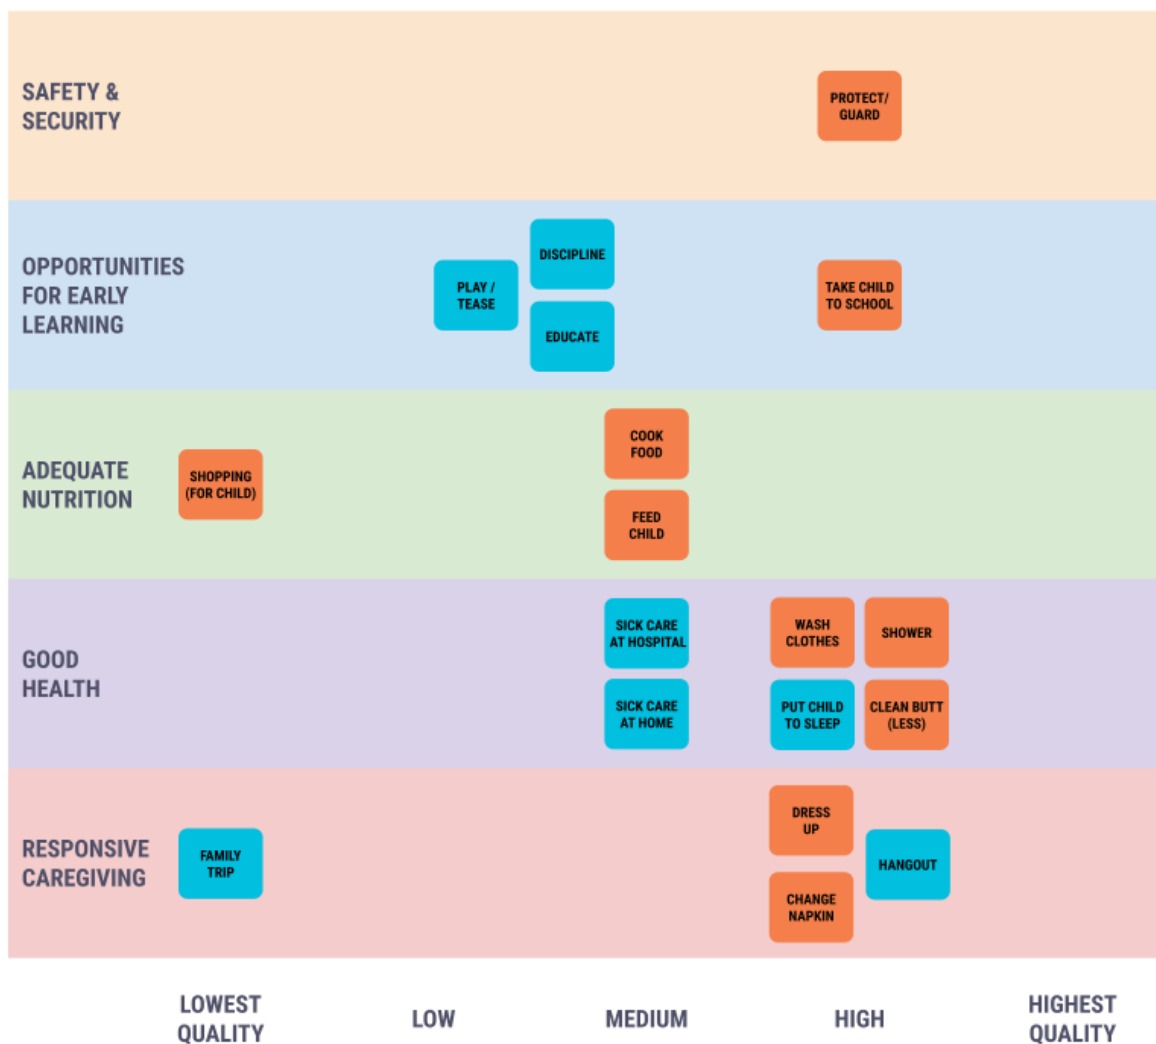 SAFETY &
SECURITY
PROTECT/
GUARD
OPPORTUNITIES
FOR EARLY
LEARNING
PLAY /
TEASE
DISCIPLINE
EDUCATE
TAKE CHILD
TO SCHOOL
ADEQUATE
NUTRITION
SHOPPING
(FOR CHILD)
COOK
FOOD
FEED
CHILD
GOOD
HEALTH
SICK CARE
AT HOSPITAL
SICK CARE
AT HOME
WASH
CLOTHES
SHOWER
PUT CHILD
TO SLEEP
CLEAN BUTT
(LESS)
RESPONSIVE
CAREGIVING
FAMILY
TRIP
DRESS
UP
HANGOUT
CHANGE
NAPKIN
LOWEST
QUALITY
LOW
MEDIUM
HIGH
HIGHEST
QUALITY